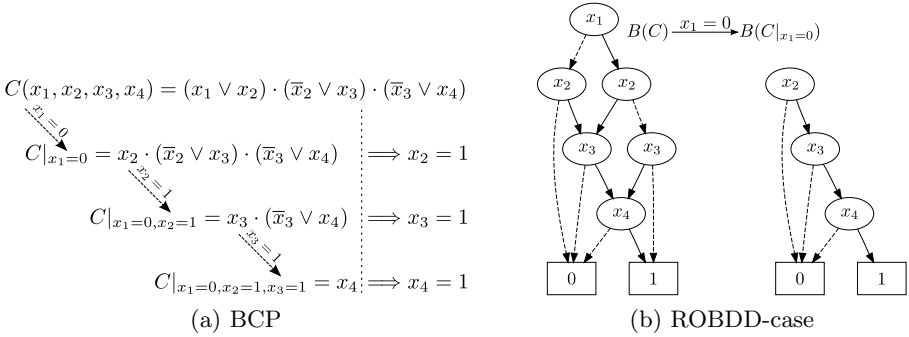 C(x₁, x₂, x₃, x₄) = (x₁ ∨ x₂) · (x̅₂ ∨ x₃) · (x̅₃ ∨ x₄)
x₁ = 0
C|ₓ₁₌₀ = x₂ · (x̅₂ ∨ x₃) · (x̅₃ ∨ x₄) ⟹ x₂ = 1
x₂ = 1
C|ₓ₁₌₀,ₓ₂₌₁ = x₃ · (x̅₃ ∨ x₄) ⟹ x₃ = 1
x₃ = 1
C|ₓ₁₌₀,ₓ₂₌₁,ₓ₃₌₁ = x₄ ⟹ x₄ = 1
(a) BCP
x₁
B(C) x₁ = 0 B(C|ₓ₁₌₀)
x₂ x₂
x₃ x₃
x₄
0 1
x₂
x₃
x₄
0 1
(b) ROBDD-case